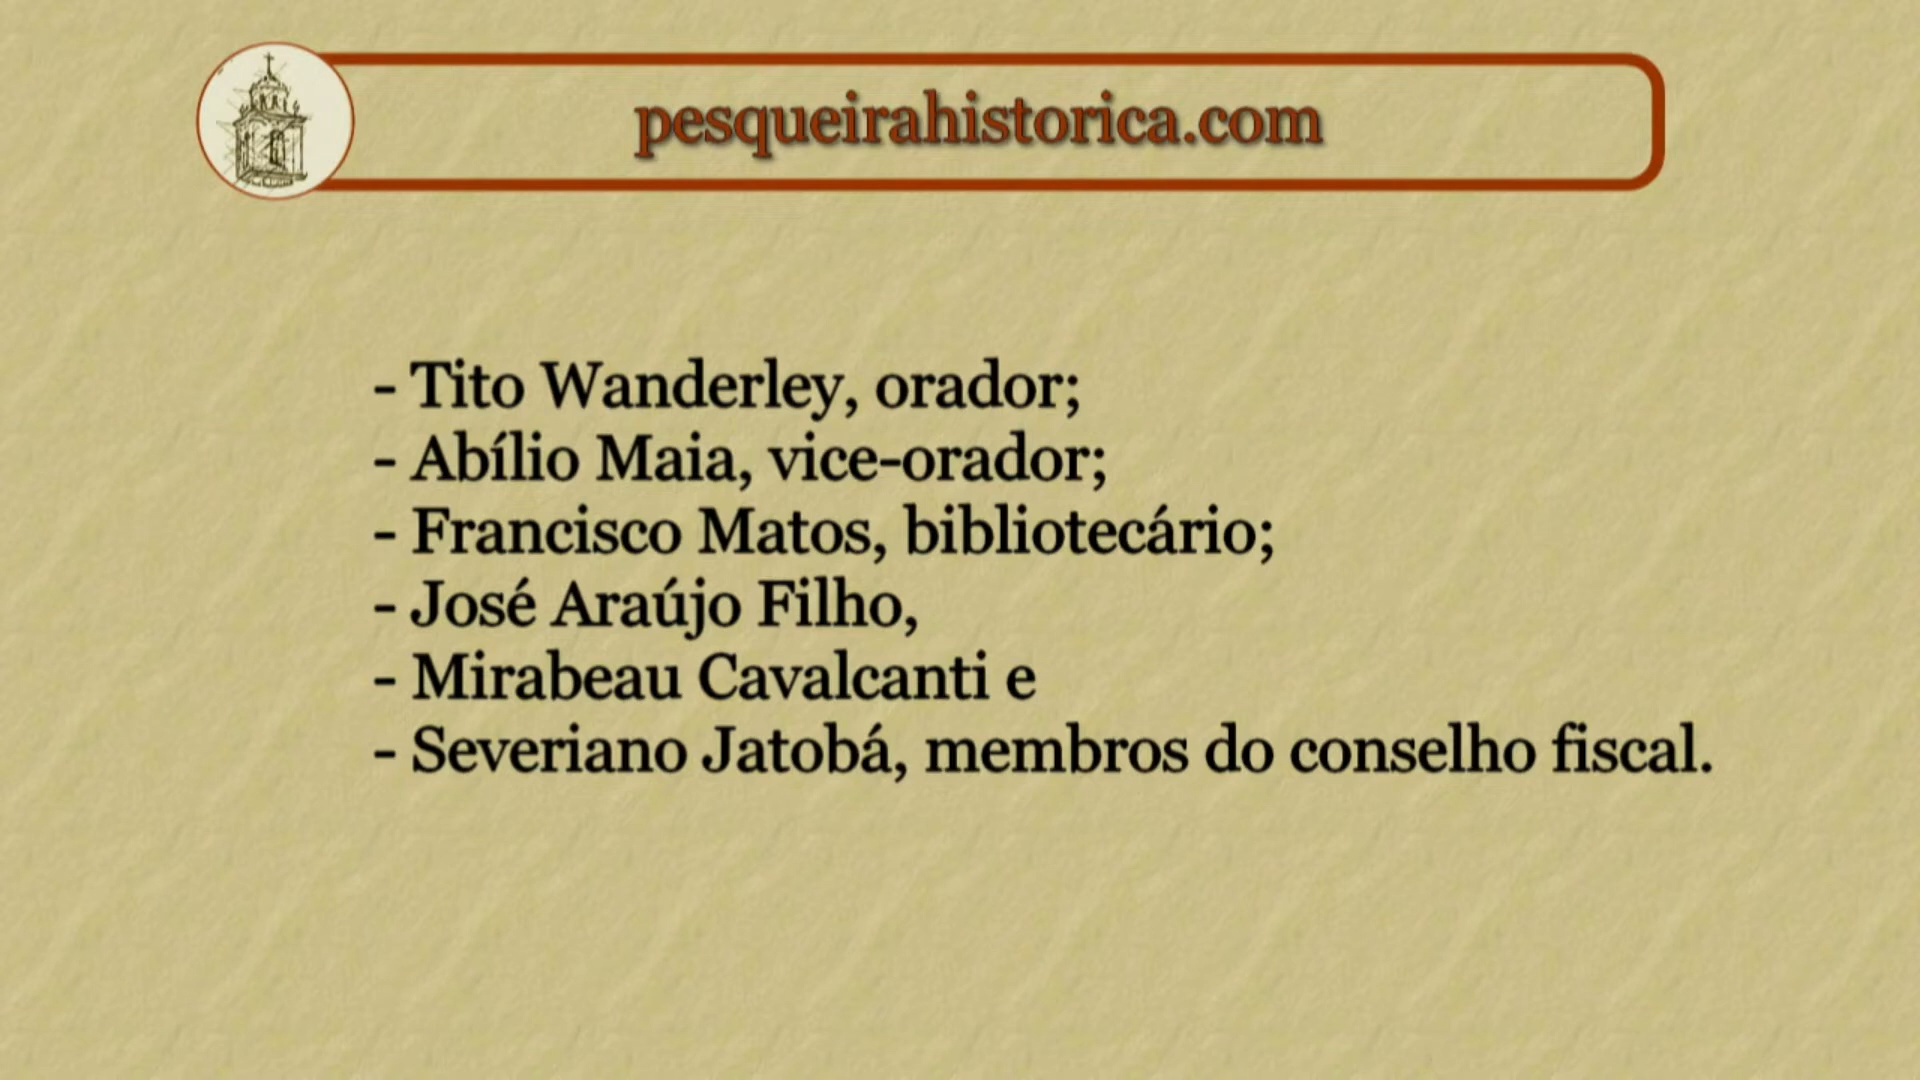 pesqueirahistorica.com
- Tito Wanderley, orador;
- Abílio Maia, vice-orador;
- Francisco Matos, bibliotecário;
- José Araújo Filho,
- Mirabeau Cavalcanti e
- Severiano Jatobá, membros do conselho fiscal.